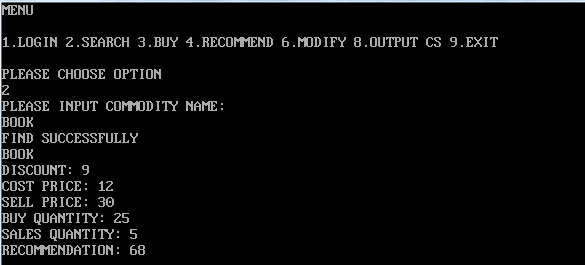 MENU
1.LOGIN 2.SEARCH 3.BUY 4.RECOMMEND 6.MODIFY 8.OUTPUT CS 9.EXIT
PLEASE CHOOSE OPTION
2
PLEASE INPUT COMMODITY NAME:
BOOK
FIND SUCCESSFULLY
BOOK
DISCOUNT: 9
COST PRICE: 12
SELL PRICE: 30
BUY QUANTITY: 25
SALES QUANTITY: 5
RECOMMENDATION: 68